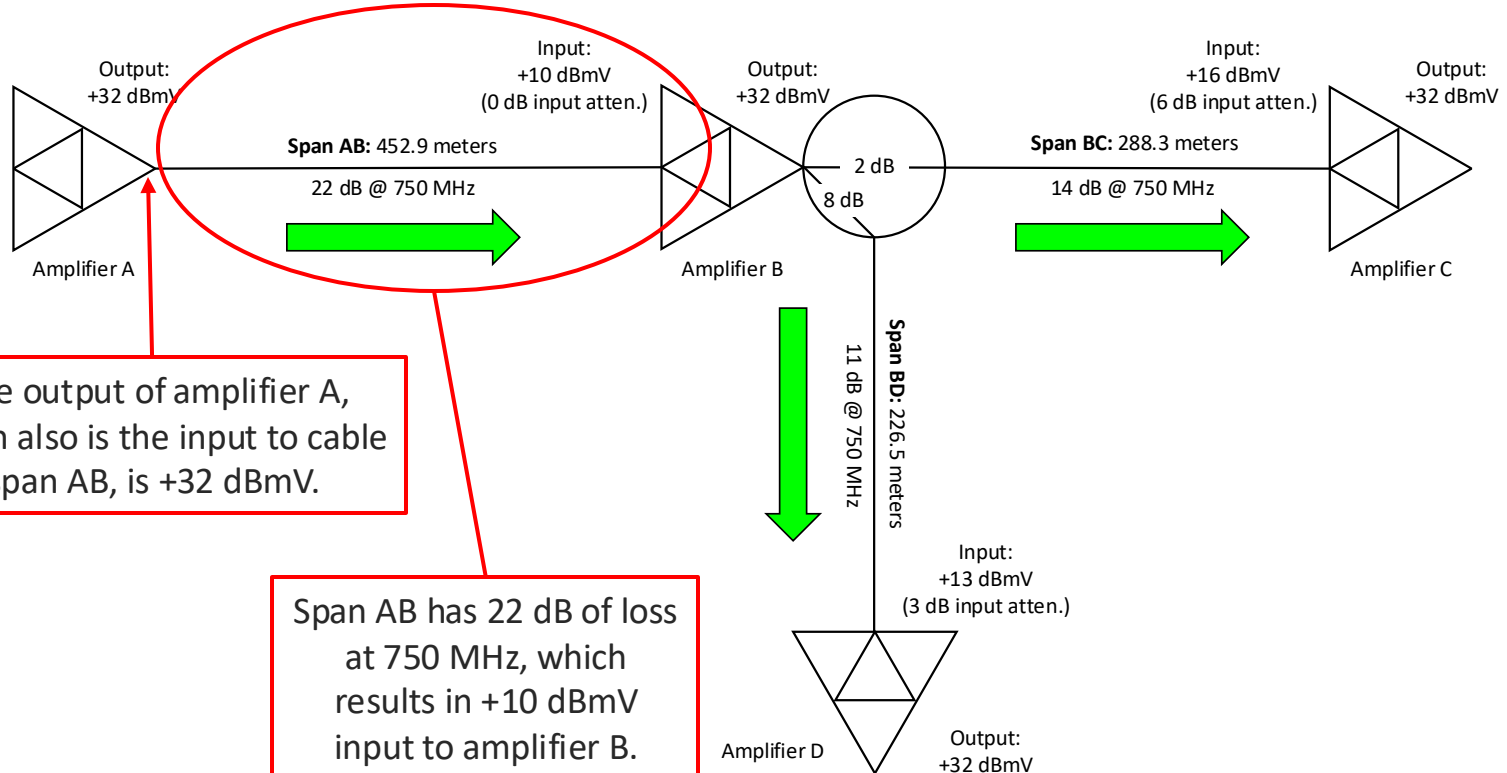 Output:
+32 dBmV
Input:
+10 dBmV
(0 dB input atten.)
Output:
+32 dBmV
Input:
+16 dBmV
(6 dB input atten.)
Output:
+32 dBmV
Span AB: 452.9 meters
22 dB @ 750 MHz
2 dB
8 dB
Span BC: 288.3 meters
14 dB @ 750 MHz
Amplifier A
Amplifier B
Amplifier C
Span BD: 226.5 meters
11 dB @ 750 MHz
output of amplifier A,
also is the input to cable
span AB, is +32 dBmV.
Span AB has 22 dB of loss
at 750 MHz, which
results in +10 dBmV
input to amplifier B.
Input:
+13 dBmV
(3 dB input atten.)
Amplifier D
Output:
+32 dBmV